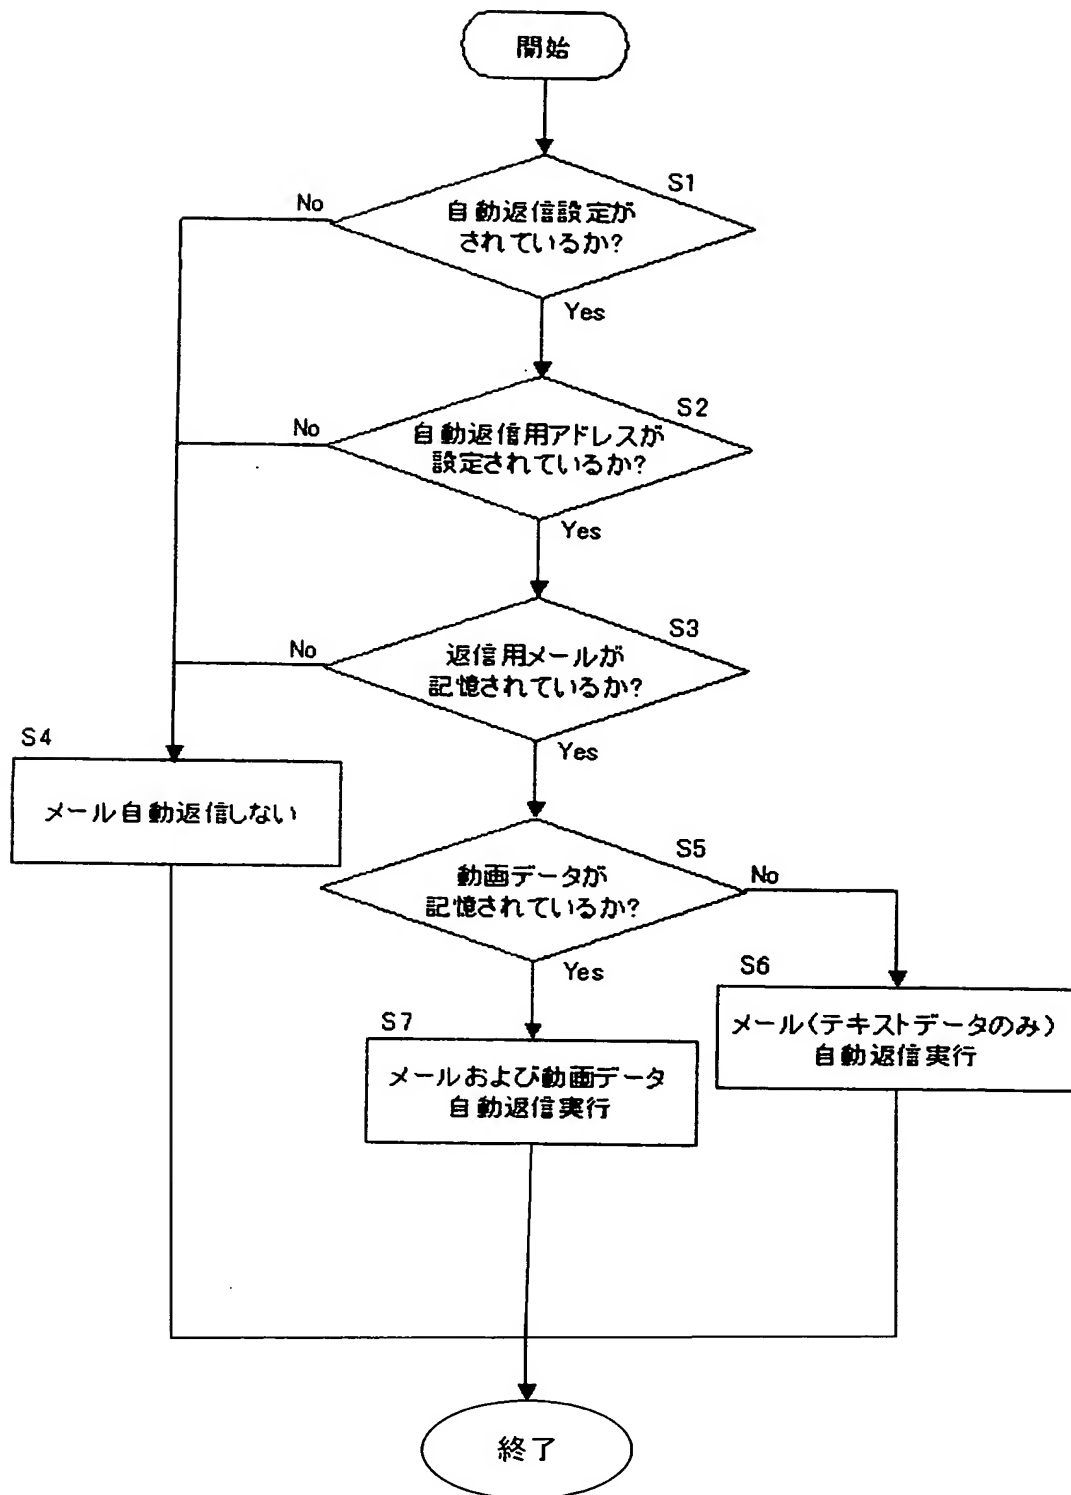 開始
S1
No
自動返信設定が
されているか?
Yes
S2
No
自動返信用アドレスが
設定されているか?
Yes
S3
No
返信用メールが
記憶されているか?
Yes
S4
メール自動返信しない
S5
動画データが
記憶されているか?
No
Yes
S6
メール(テキストデータのみ)
自動返信実行
S7
メールおよび動画データ
自動返信実行
終了